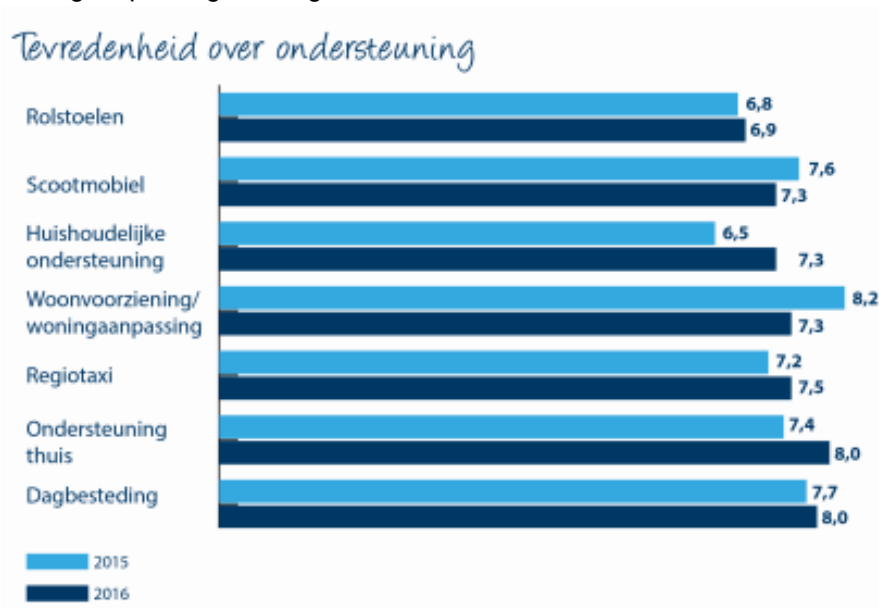 Tevredenheid over ondersteuning
Rolstoelen
6,8
6,9
Scootmobiel
7,6
7,3
Huishoudelijke
ondersteuning
6,5
7,3
Woonvoorziening/
woningaanpassing
8,2
7,3
Regiotaxi
7,2
7,5
Ondersteuning
thuis
7,4
8,0
Dagbesteding
7,7
8,0
2015
2016